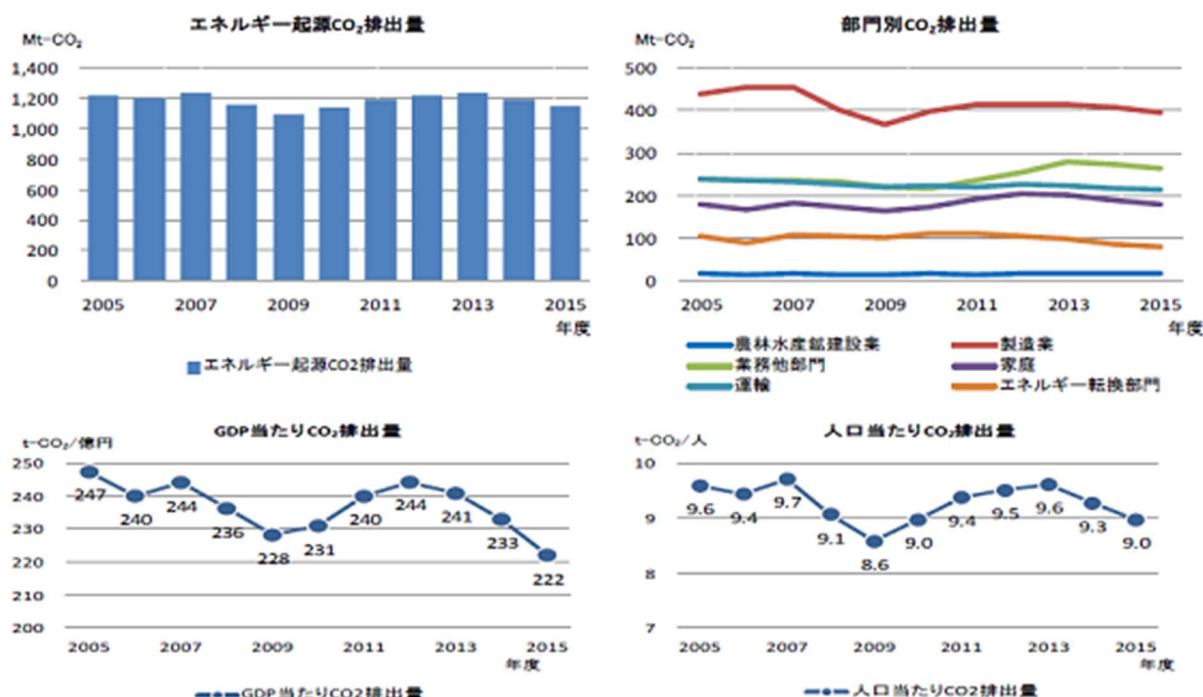 エネルギー起源CO₂排出量
Mt-CO₂
1,400
1,200
1,000
800
600
400
200
0
2005 2007 2009 2011 2013 2015
年度
エネルギー起源CO2排出量
部門別CO₂排出量
Mt-CO₂
500
400
300
200
100
0
2005 2007 2009 2011 2013 2015
年度
農林水産鉱建設業 製造業
業務他部門 家庭
運輸 エネルギー転換部門
GDP当たりCO₂排出量
t-CO₂/億円
250
240
230
220
210
200
247 240 244 236 228 231 240 244 241 233 222
2005 2007 2009 2011 2013 2015
年度
GDP当たりCO2排出量
人口当たりCO₂排出量
t-CO₂/人
10
9
8
7
9.6 9.4 9.7 9.1 8.6 9.0 9.4 9.5 9.6 9.3 9.0
2005 2007 2009 2011 2013 2015
年度
人口当たりCO2排出量